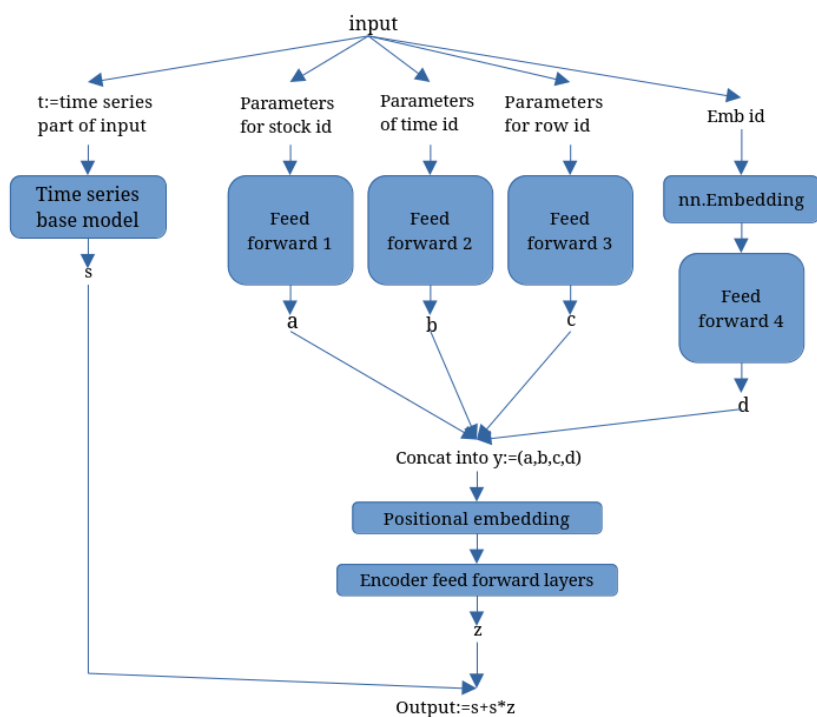 input
t:=time series
part of input
Parameters
for stock id
Parameters
of time id
Parameters
for row id
Emb id
Time series
base model
Feed
forward 1
Feed
forward 2
Feed
forward 3
nn.Embedding
Feed
forward 4
s
a
b
c
d
Concat into y:=(a,b,c,d)
Positional embedding
Encoder feed forward layers
z
Output:=s+s*z